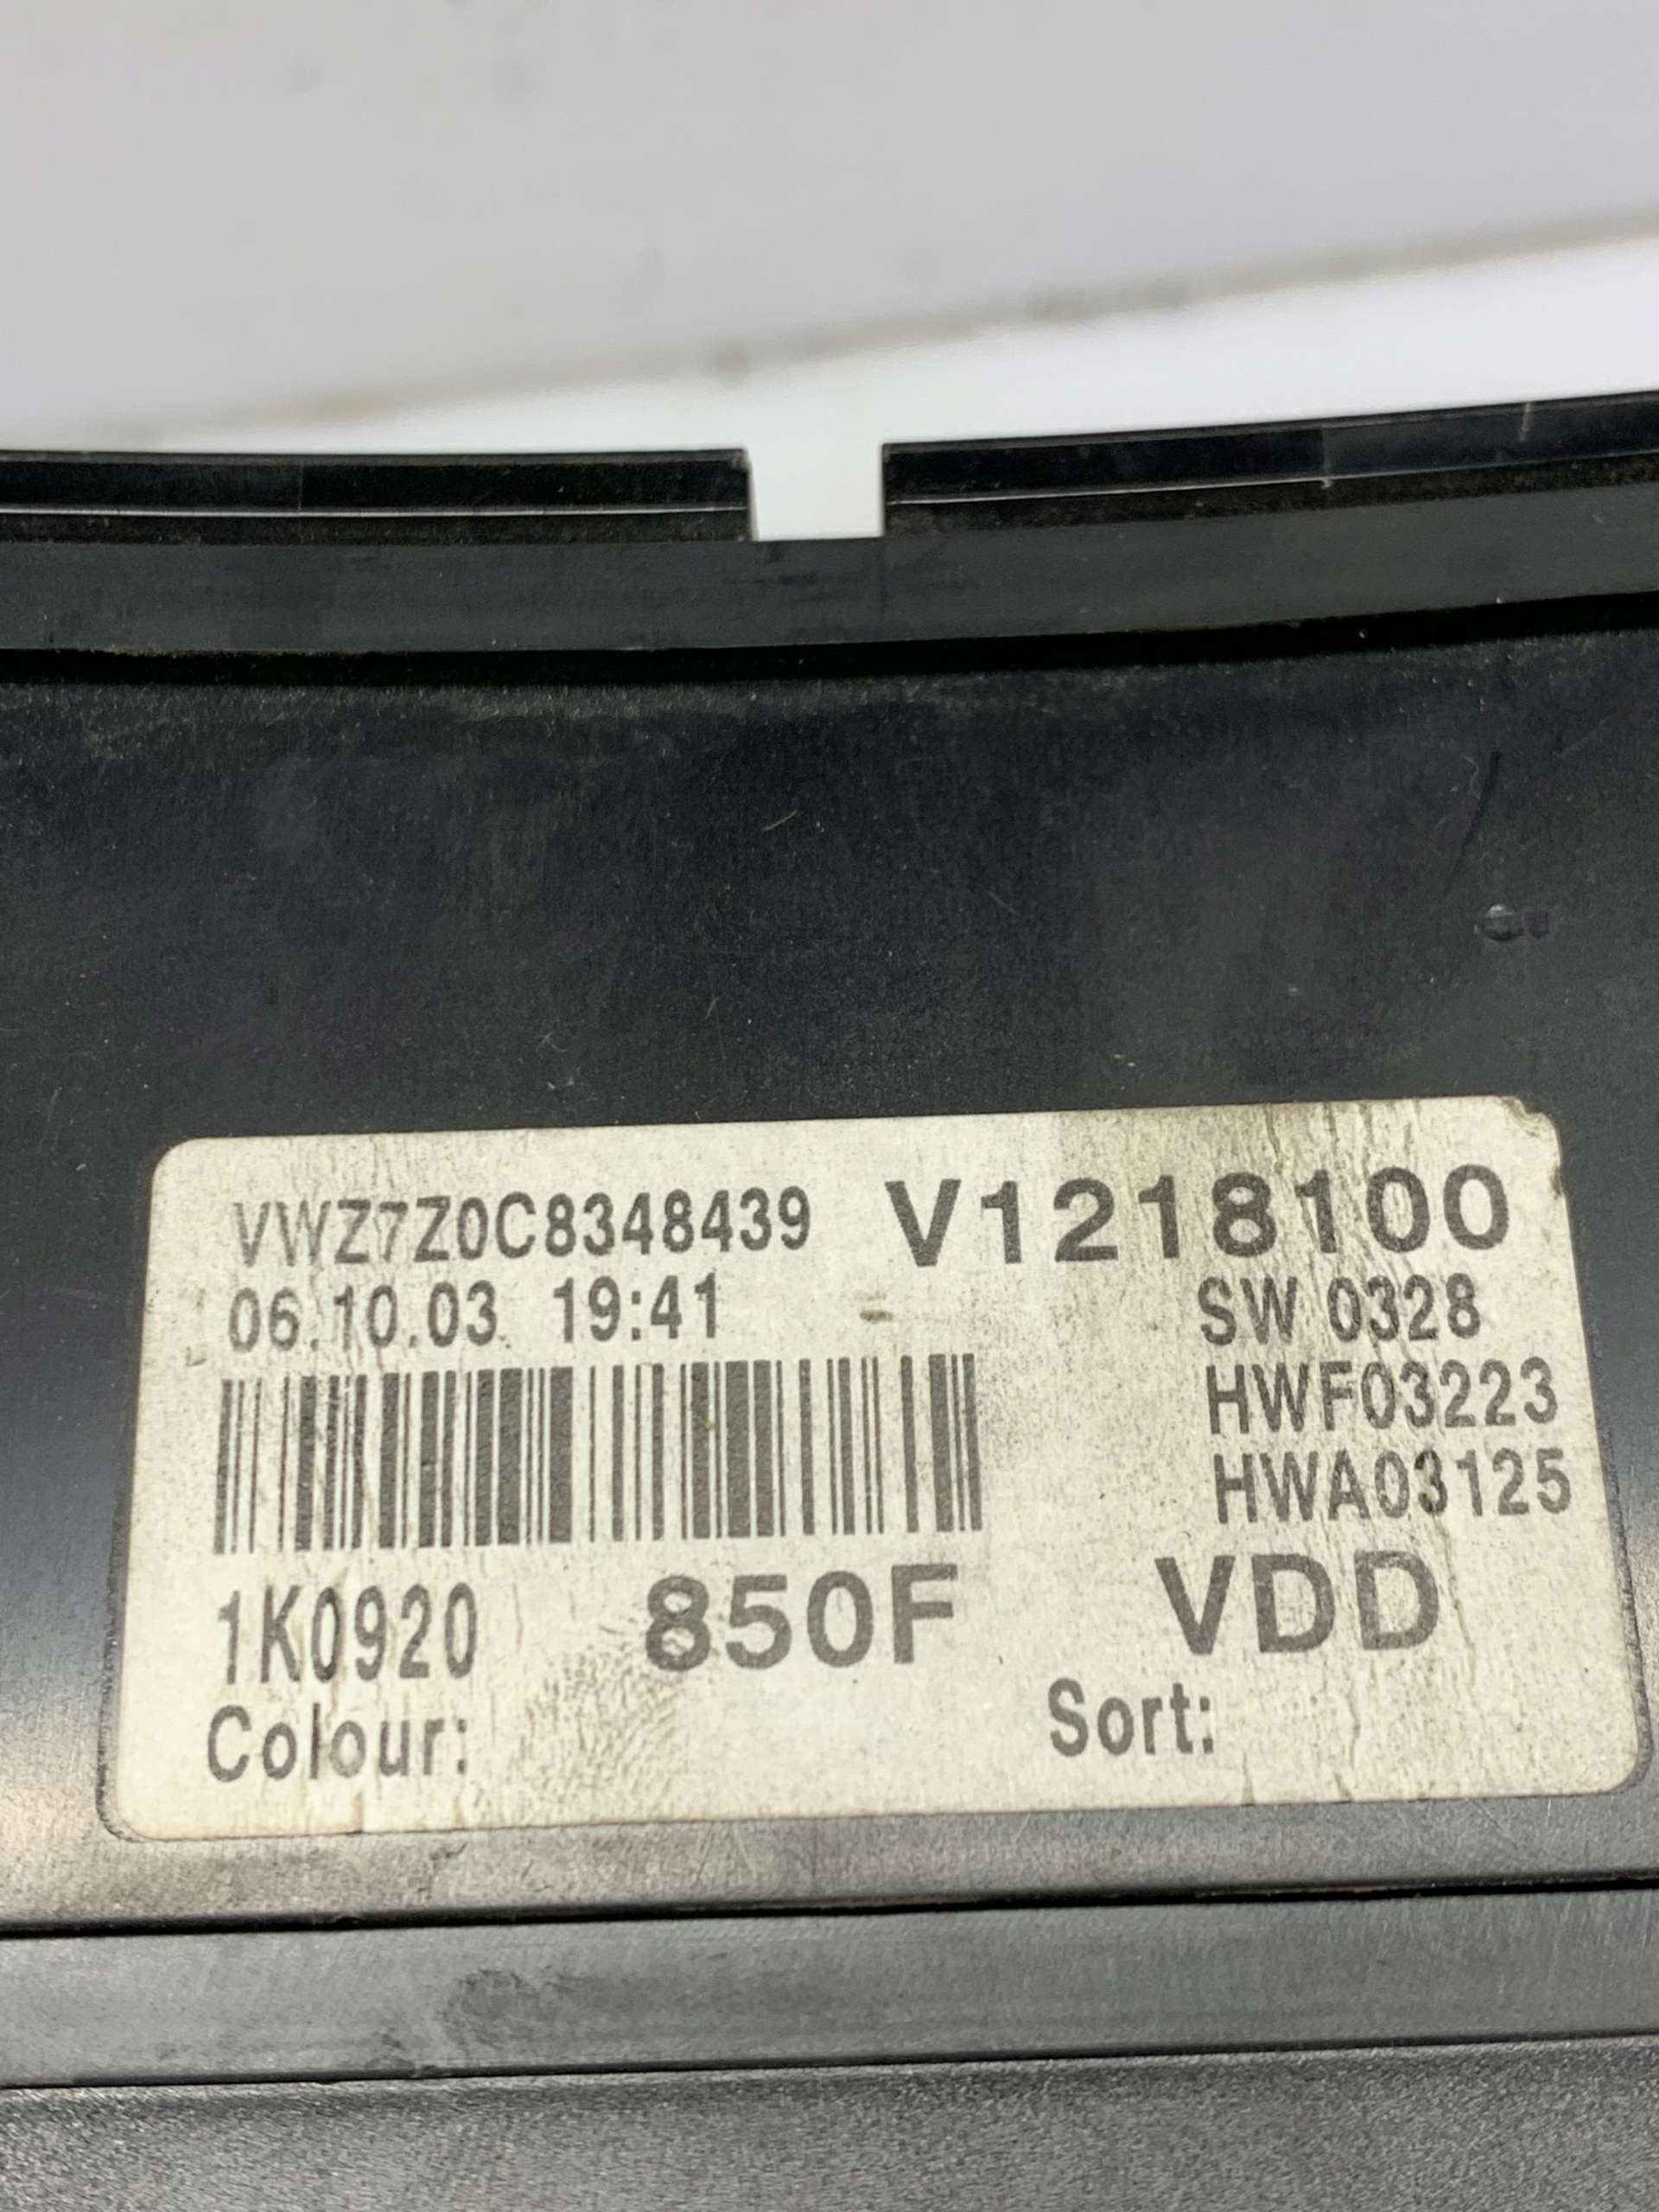 VWZ7Z0C8348439 V1218100
06.10.03 19:41 SW 0328
HWF03223
HWA03125
1K0920 850F VDD
Colour: Sort: